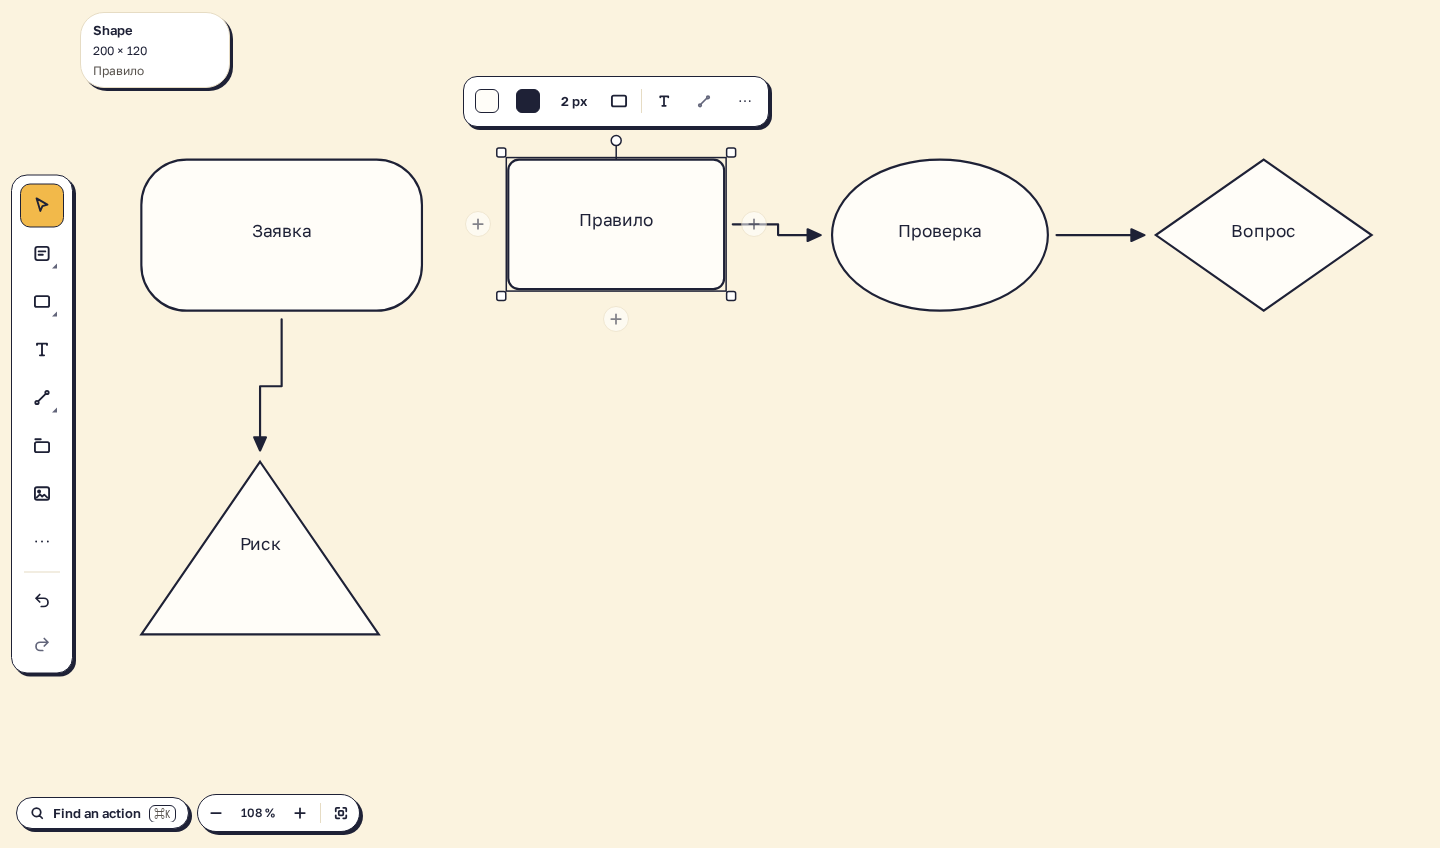 Shape
200 × 120
Правило
2 px
Заявка
Правило
Проверка
Вопрос
Риск
Find an action ⌘K
108 %